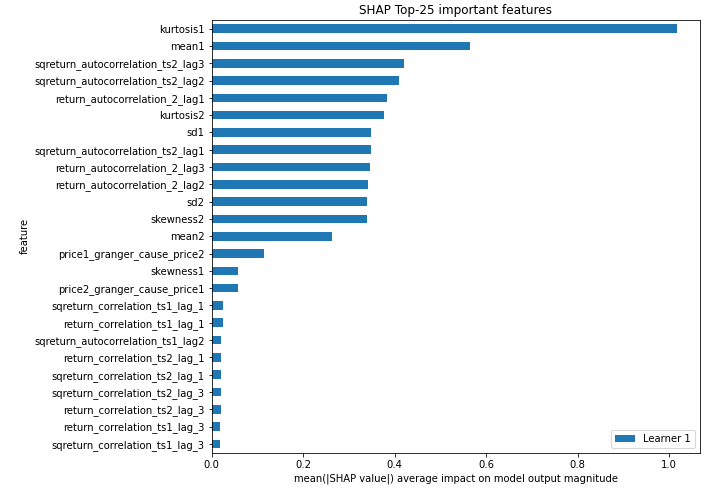 SHAP Top-25 important features
kurtosis1
mean1
sqreturn_autocorrelation_ts2_lag3
sqreturn_autocorrelation_ts2_lag2
return_autocorrelation_2_lag1
kurtosis2
sd1
sqreturn_autocorrelation_ts2_lag1
return_autocorrelation_2_lag3
return_autocorrelation_2_lag2
sd2
skewness2
mean2
price1_granger_cause_price2
skewness1
price2_granger_cause_price1
sqreturn_correlation_ts1_lag_1
return_correlation_ts1_lag_1
sqreturn_autocorrelation_ts1_lag2
return_correlation_ts2_lag_1
sqreturn_correlation_ts2_lag_1
sqreturn_correlation_ts2_lag_3
return_correlation_ts2_lag_3
return_correlation_ts1_lag_3
sqreturn_correlation_ts1_lag_3
feature
Learner 1
0.0 0.2 0.4 0.6 0.8 1.0
mean(|SHAP value|) average impact on model output magnitude